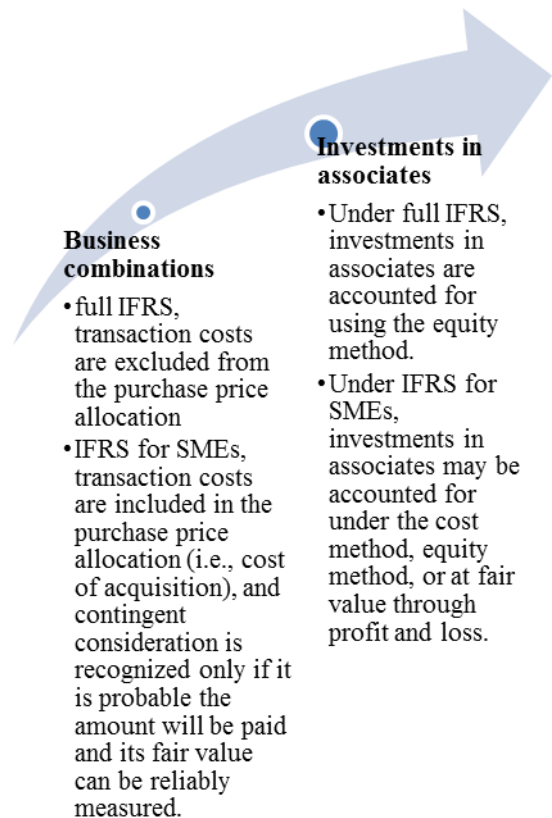 Business
combinations
•full IFRS,
transaction costs
are excluded from
the purchase price
allocation
•IFRS for SMEs,
transaction costs
are included in the
purchase price
allocation (i.e., cost
of acquisition), and
contingent
consideration is
recognized only if it
is probable the
amount will be paid
and its fair value
can be reliably
measured.
Investments in
associates
•Under full IFRS,
investments in
associates are
accounted for
using the equity
method.
•Under IFRS for
SMEs,
investments in
associates may be
accounted for
under the cost
method, equity
method, or at fair
value through
profit and loss.